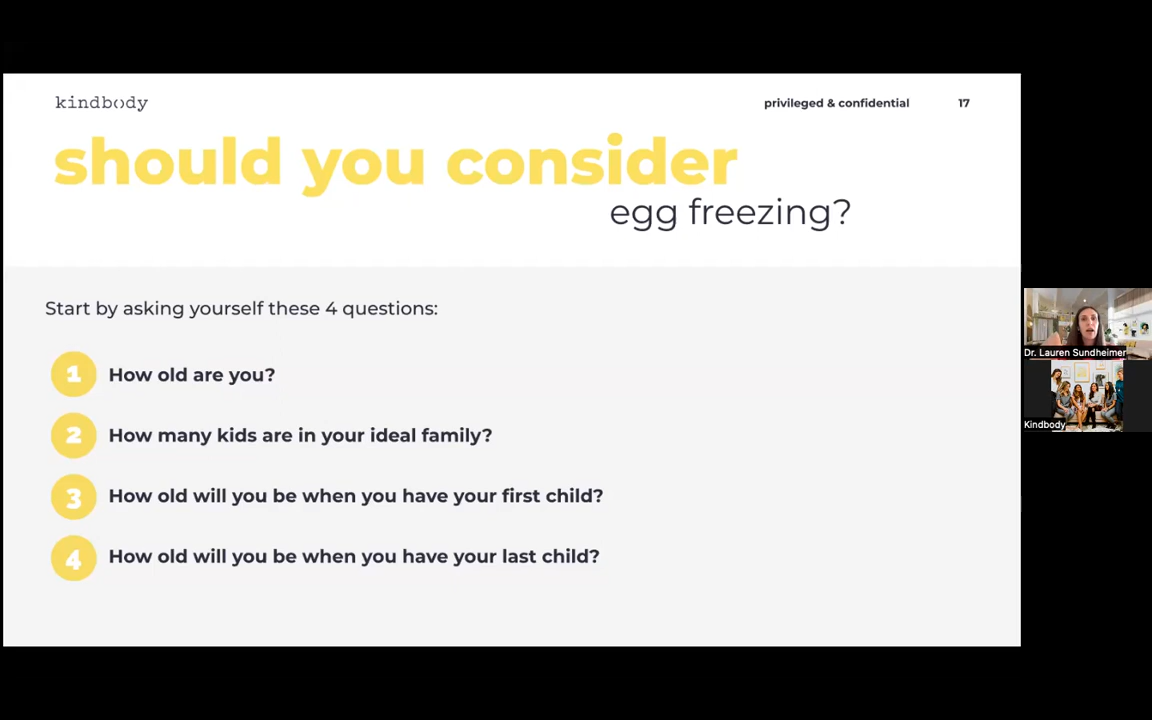 kindbody
privileged & confidential
17
should you consider
egg freezing?
Start by asking yourself these 4 questions:
1 How old are you?
2 How many kids are in your ideal family?
3 How old will you be when you have your first child?
4 How old will you be when you have your last child?
Dr. Lauren Sundheimer
Kindbody